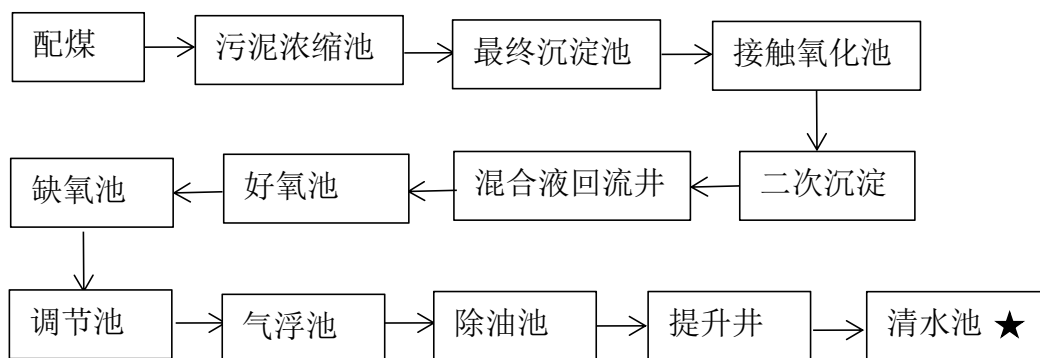 配煤 污泥浓缩池 最终沉淀池 接触氧化池
缺氧池 好氧池 混合液回流井 二次沉淀
调节池 气浮池 除油池 提升井 清水池 ★